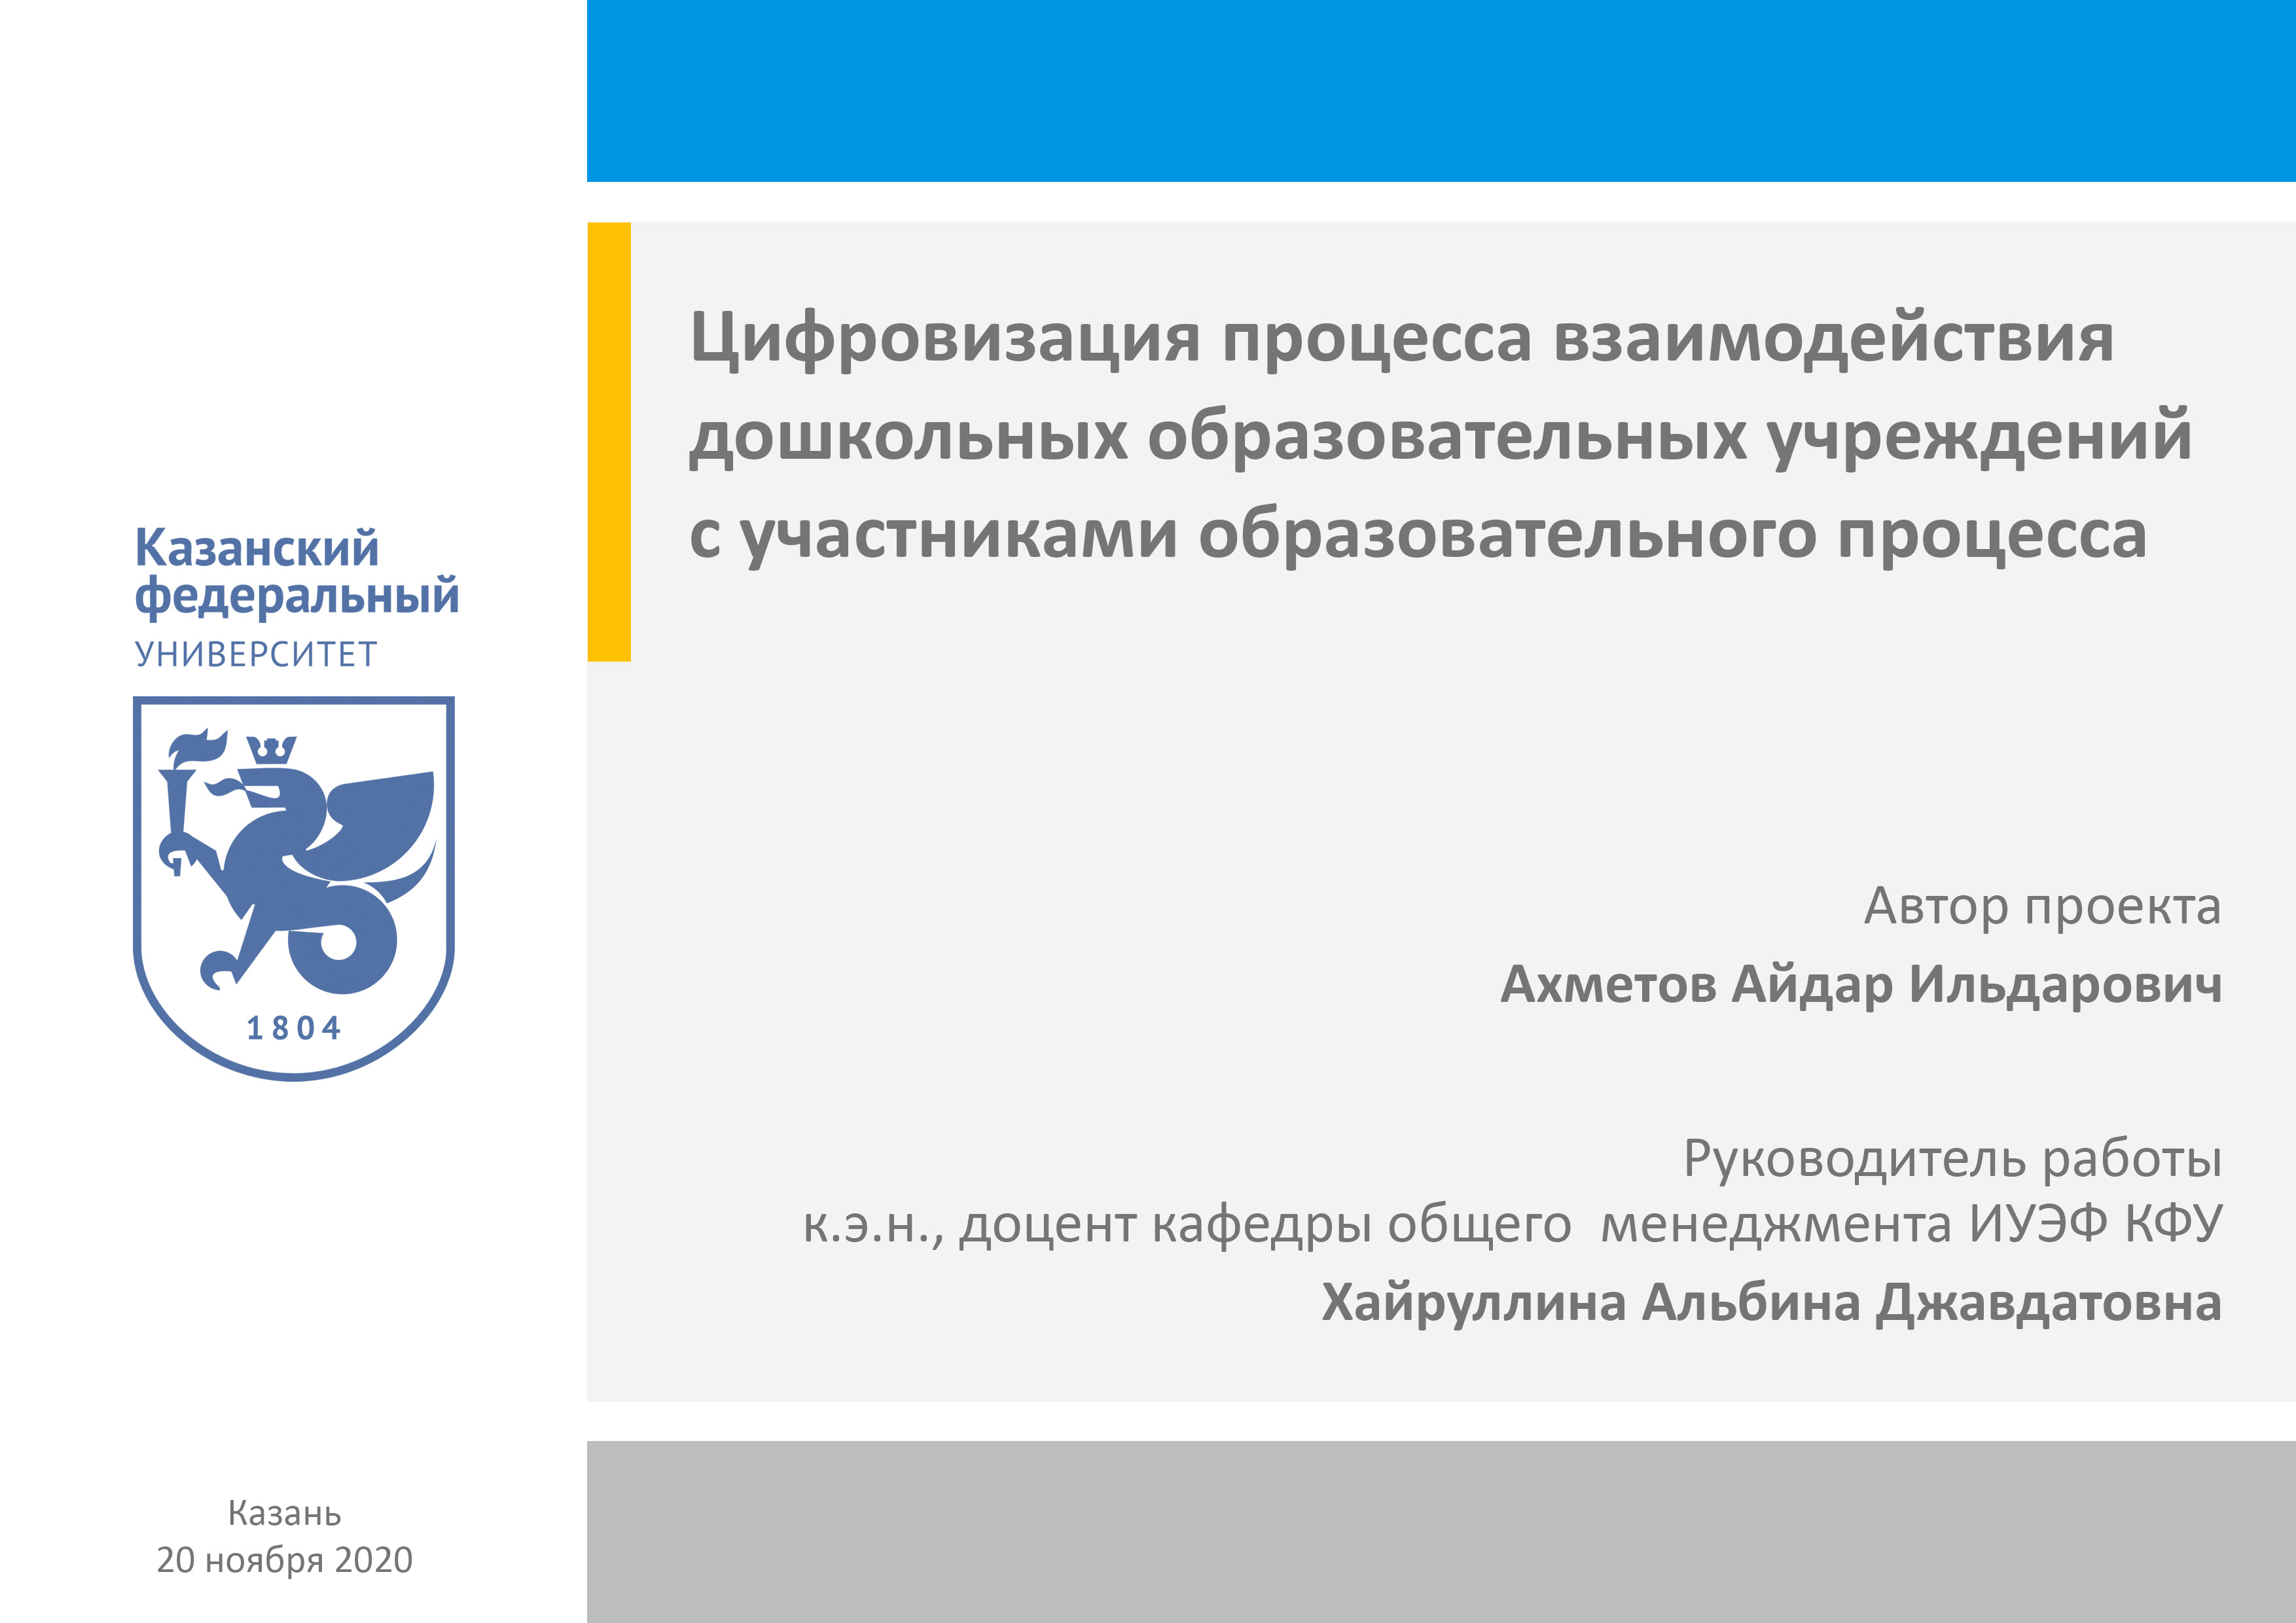 Казанский
федеральный
УНИВЕРСИТЕТ
1804
Казань
20 ноября 2020
Цифровизация процесса взаимодействия
дошкольных образовательных учреждений
с участниками образовательного процесса
Автор проекта
Ахметов Айдар Ильдарович
Руководитель работы
к.э.н., доцент кафедры общего  менеджмента ИУЭФ КФУ
Хайруллина Альбина Джавдатовна